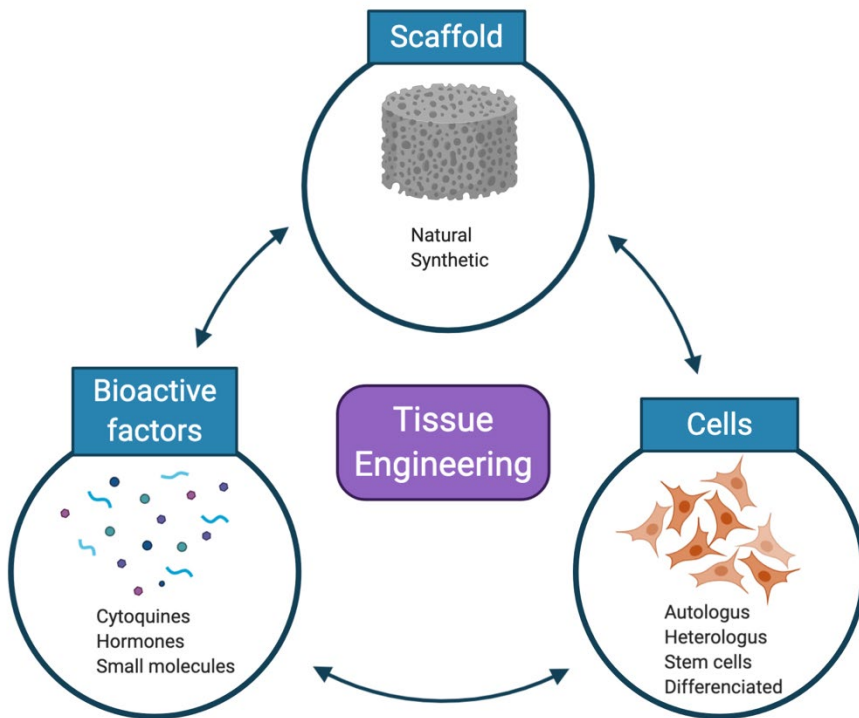 Scaffold
Natural
Synthetic
Bioactive
factors
Cytoquines
Hormones
Small molecules
Tissue
Engineering
Cells
Autologus
Heterologus
Stem cells
Differenciated